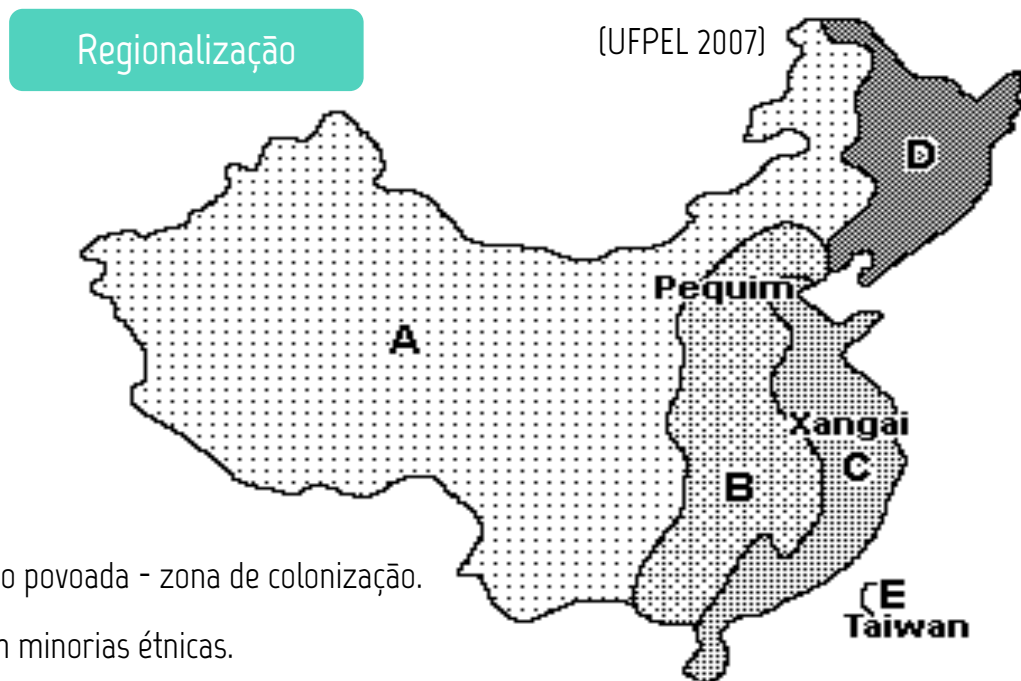 Regionalização
(UFPEL 2007)
D
Pequim
A
Xangai
C
B
E
Taiwan
povoada - zona de colonização.
minorias étnicas.